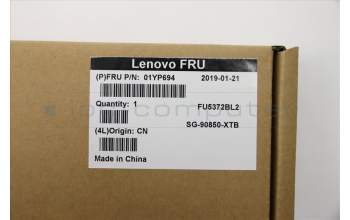 Lenovo FRU
(P)FRU P/N: 01YP694 2019-01-21
Quantity: 1 FU5372BL2
SG-90850-XTB
(4L)Origin: CN
Made in China